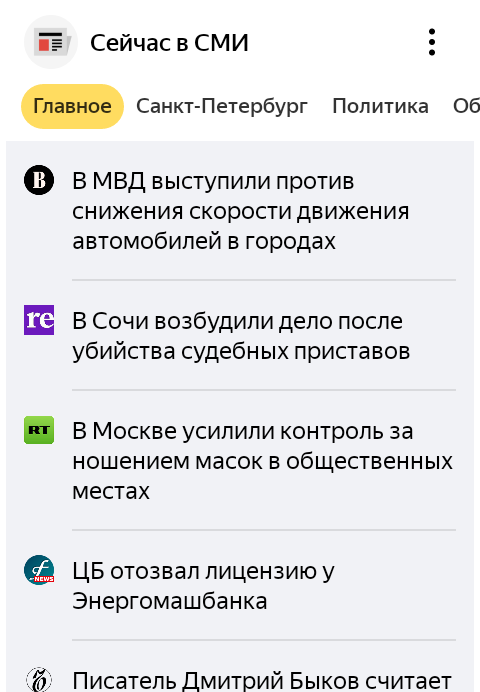 Сейчас в СМИ
Главное Санкт-Петербург Политика Об
B В МВД выступили против
снижения скорости движения
автомобилей в городах
re В Сочи возбудили дело после
убийства судебных приставов
RT В Москве усилили контроль за
ношением масок в общественных
местах
f NEWS ЦБ отозвал лицензию у
Энергомашбанка
Писатель Дмитрий Быков считает